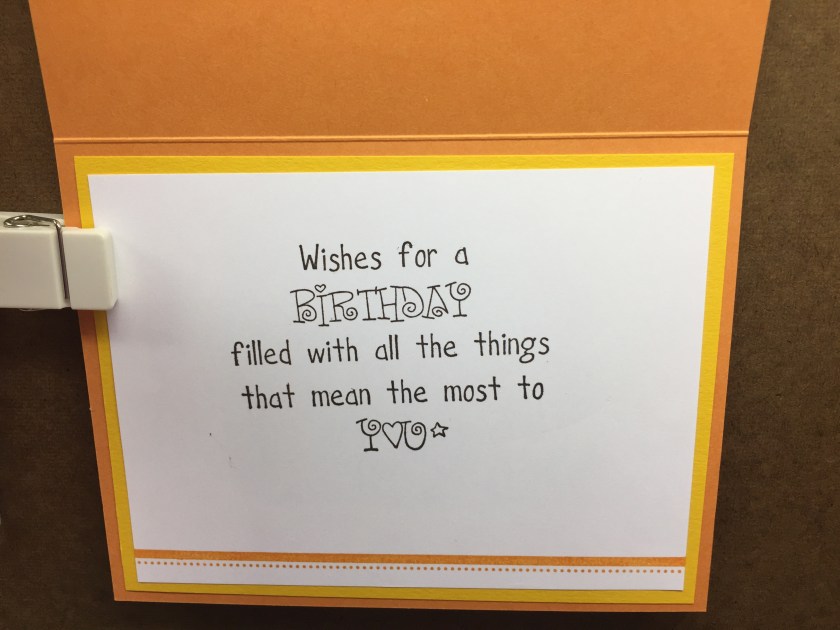 Wishes for a
BIRTHDAY
filled with all the things
that mean the most to
YOU